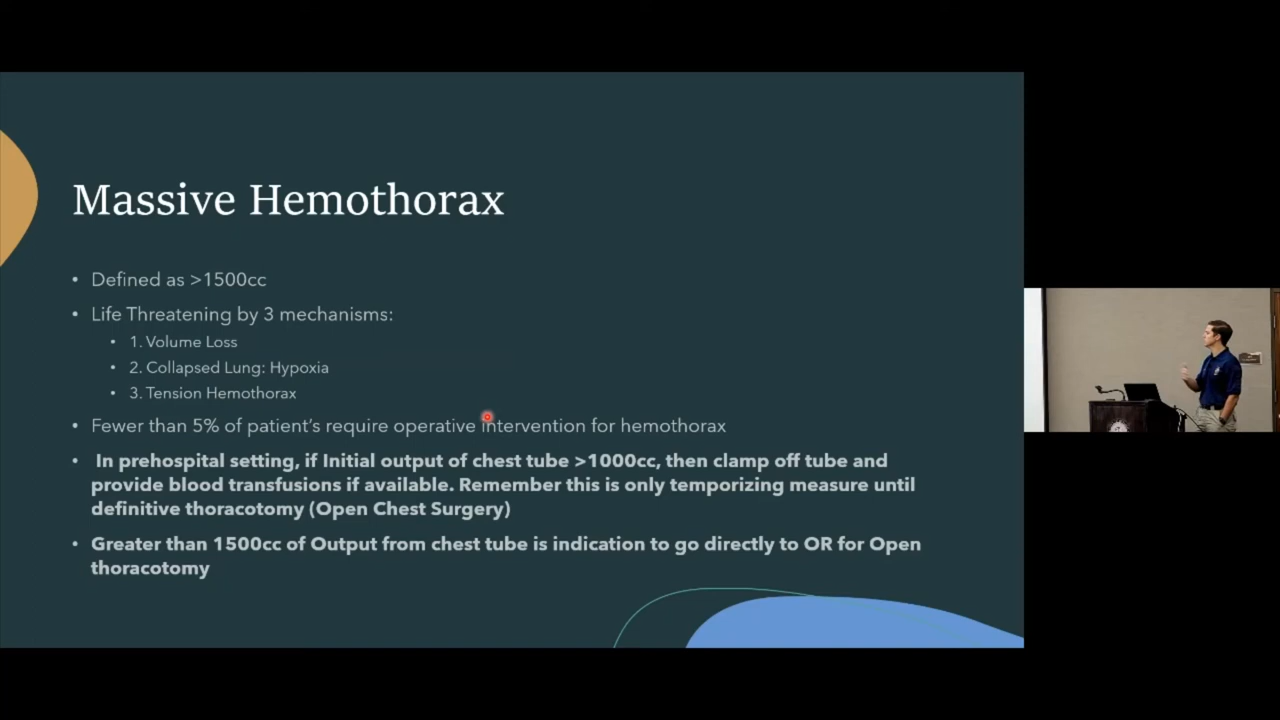 Massive Hemothorax
• Defined as >1500cc
• Life Threatening by 3 mechanisms:
• 1. Volume Loss
• 2. Collapsed Lung: Hypoxia
• 3. Tension Hemothorax
• Fewer than 5% of patient's require operative intervention for hemothorax
• In prehospital setting, if Initial output of chest tube >1000cc, then clamp off tube and
provide blood transfusions if available. Remember this is only temporizing measure until
definitive thoracotomy (Open Chest Surgery)
• Greater than 1500cc of Output from chest tube is indication to go directly to OR for Open
thoracotomy